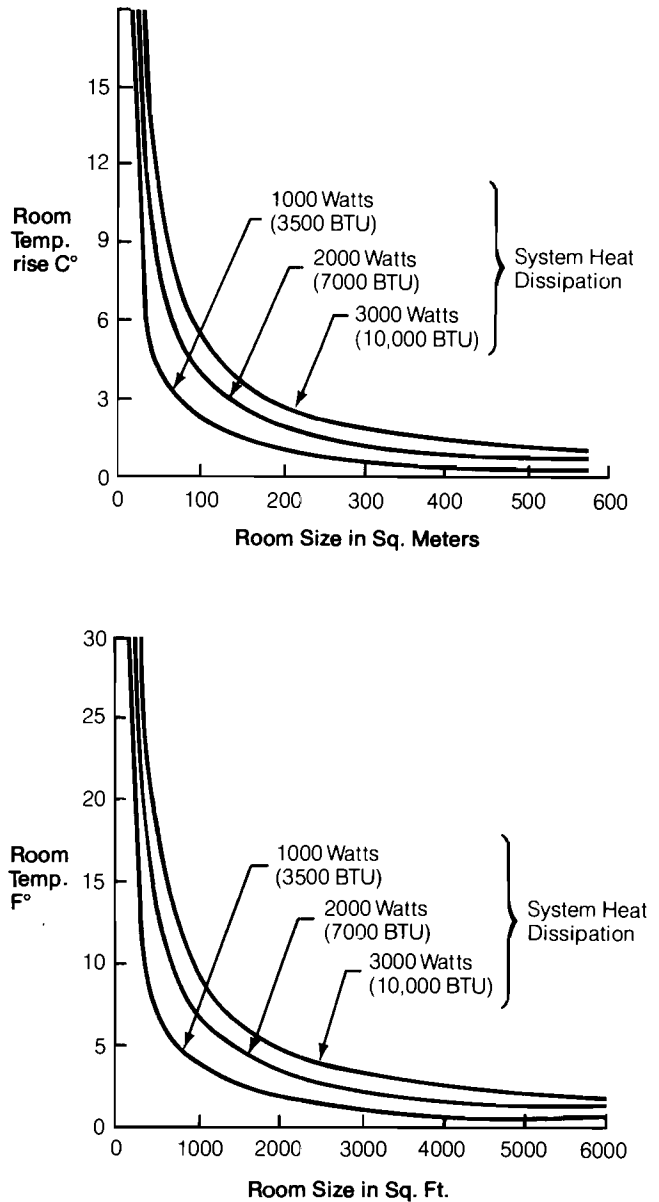 15
12
9
6
3
0
Room
Temp.
rise C°
1000 Watts
(3500 BTU)
2000 Watts
(7000 BTU)
3000 Watts
(10,000 BTU)
System Heat
Dissipation
0 100 200 300 400 500 600
Room Size in Sq. Meters
30
25
20
15
10
5
0
Room
Temp.
F°
1000 Watts
(3500 BTU)
2000 Watts
(7000 BTU)
3000 Watts
(10,000 BTU)
System Heat
Dissipation
0 1000 2000 3000 4000 5000 6000
Room Size in Sq. Ft.